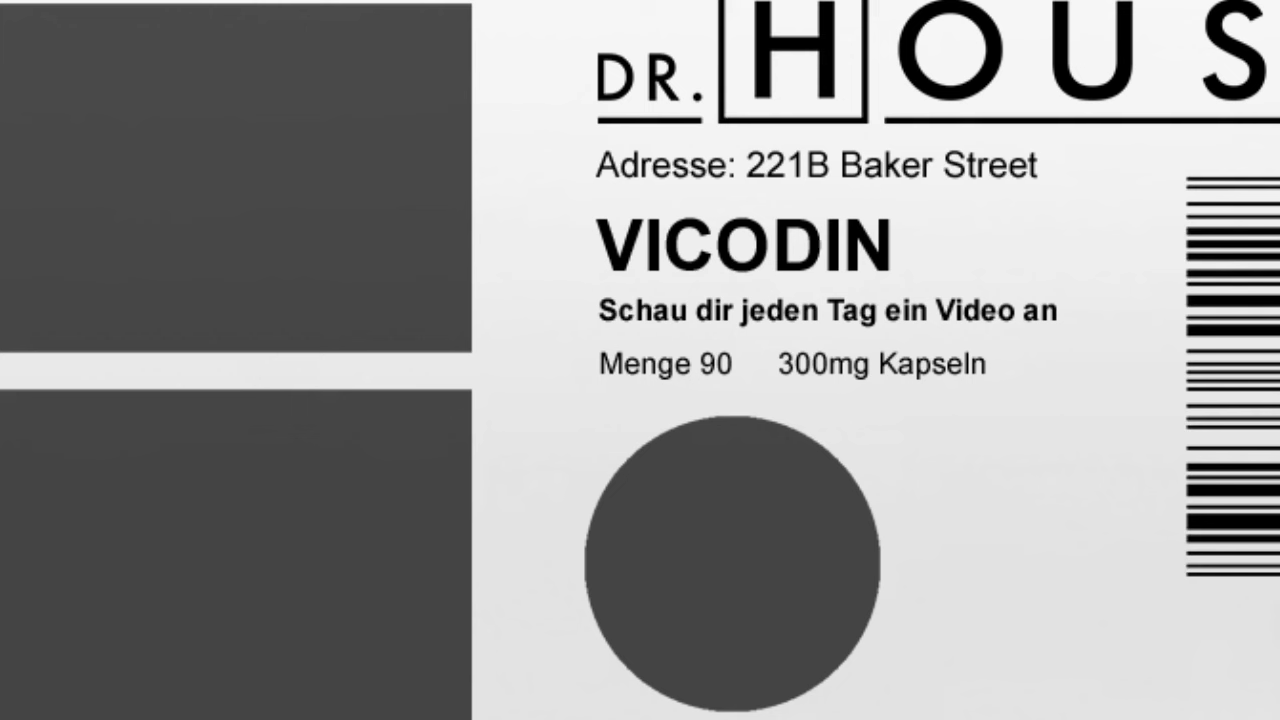 DR. HOUS
Adresse: 221B Baker Street
VICODIN
Schau dir jeden Tag ein Video an
Menge 90 300mg Kapseln